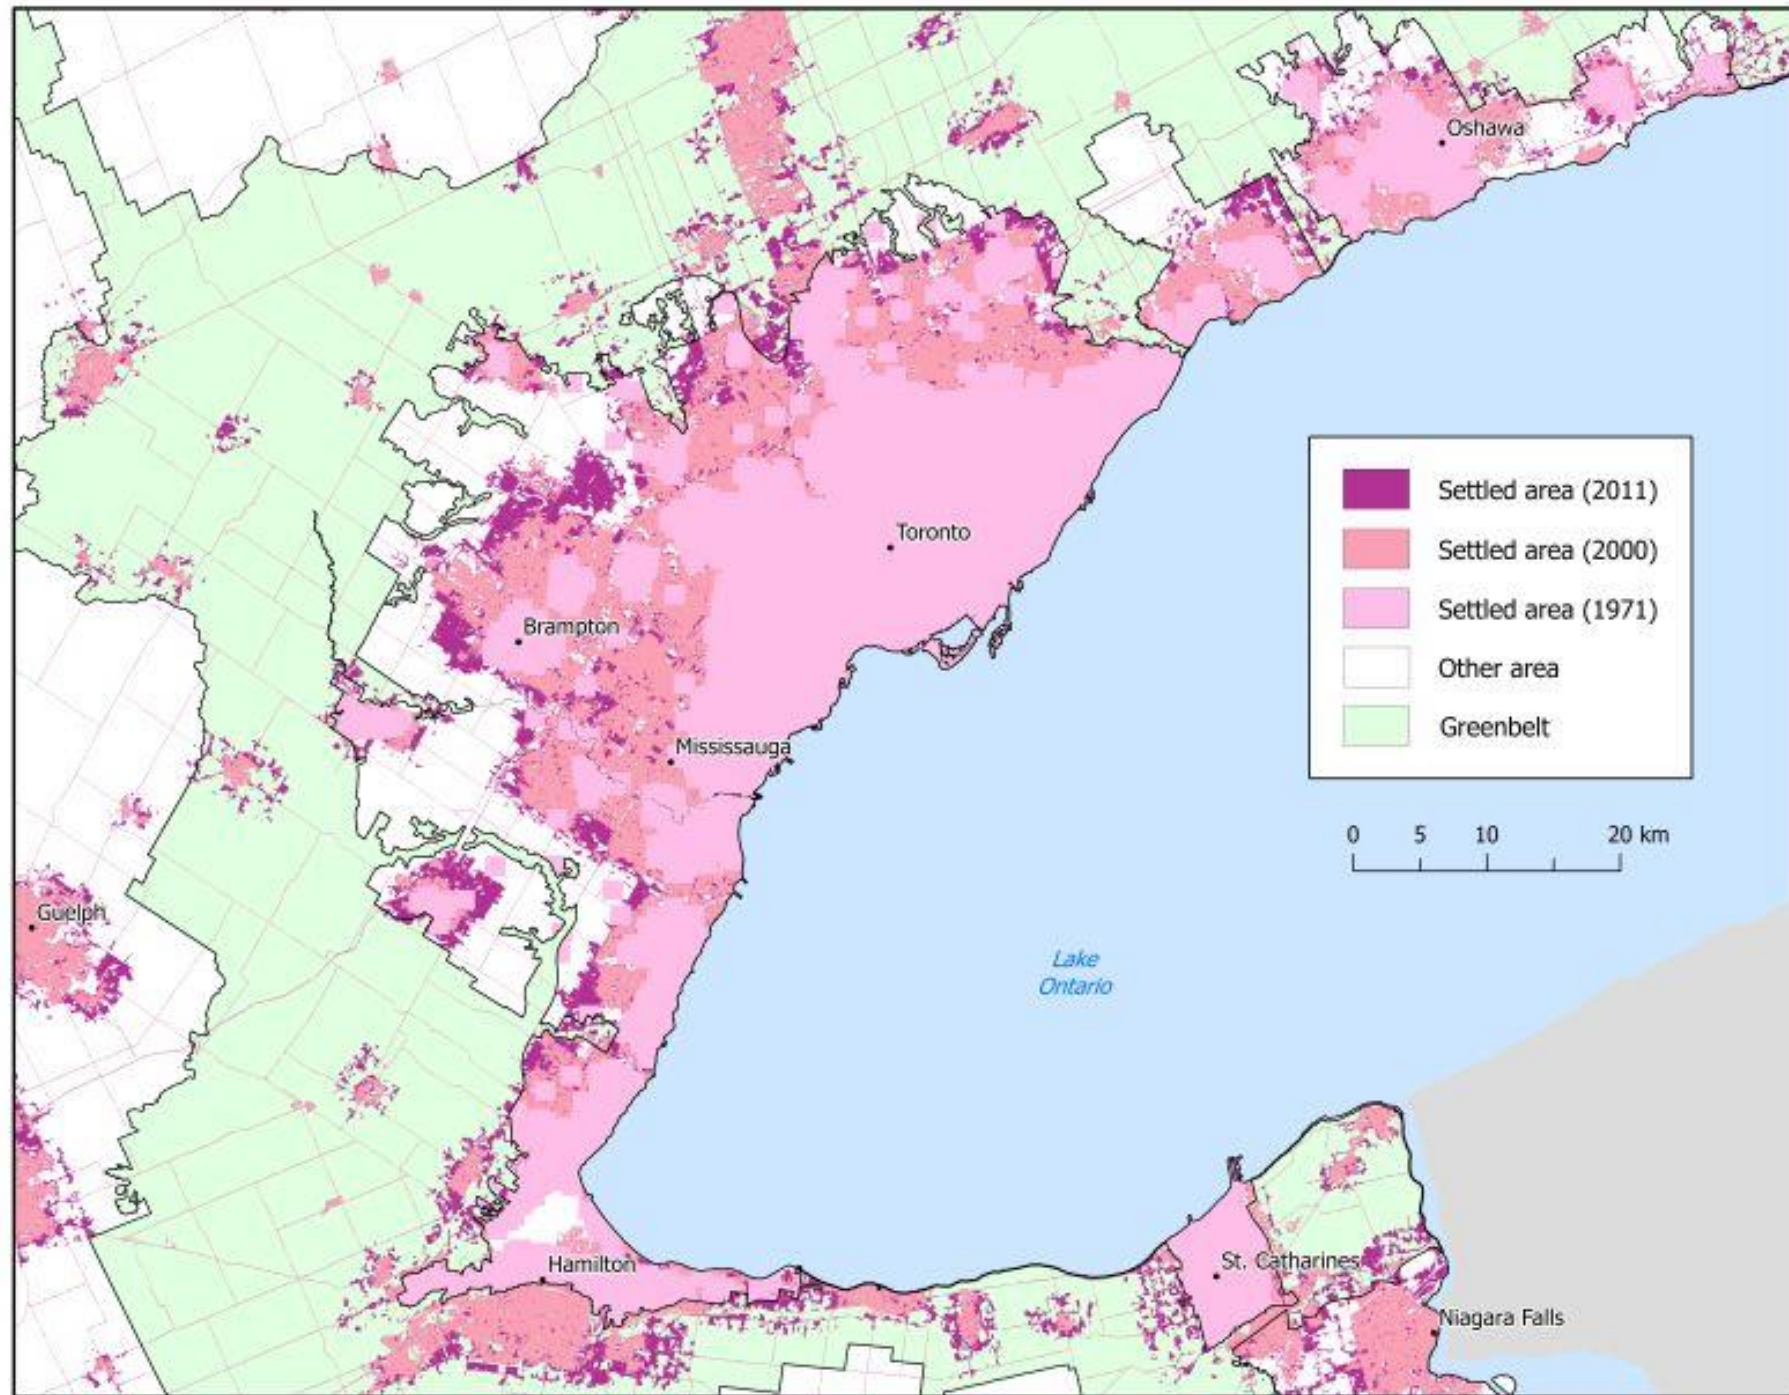 Oshawa
Toronto
Brampton
Mississauga
Guelph
Lake
Ontario
Hamilton
St. Catharines
Niagara Falls
Settled area (2011)
Settled area (2000)
Settled area (1971)
Other area
Greenbelt
0 5 10 20 km